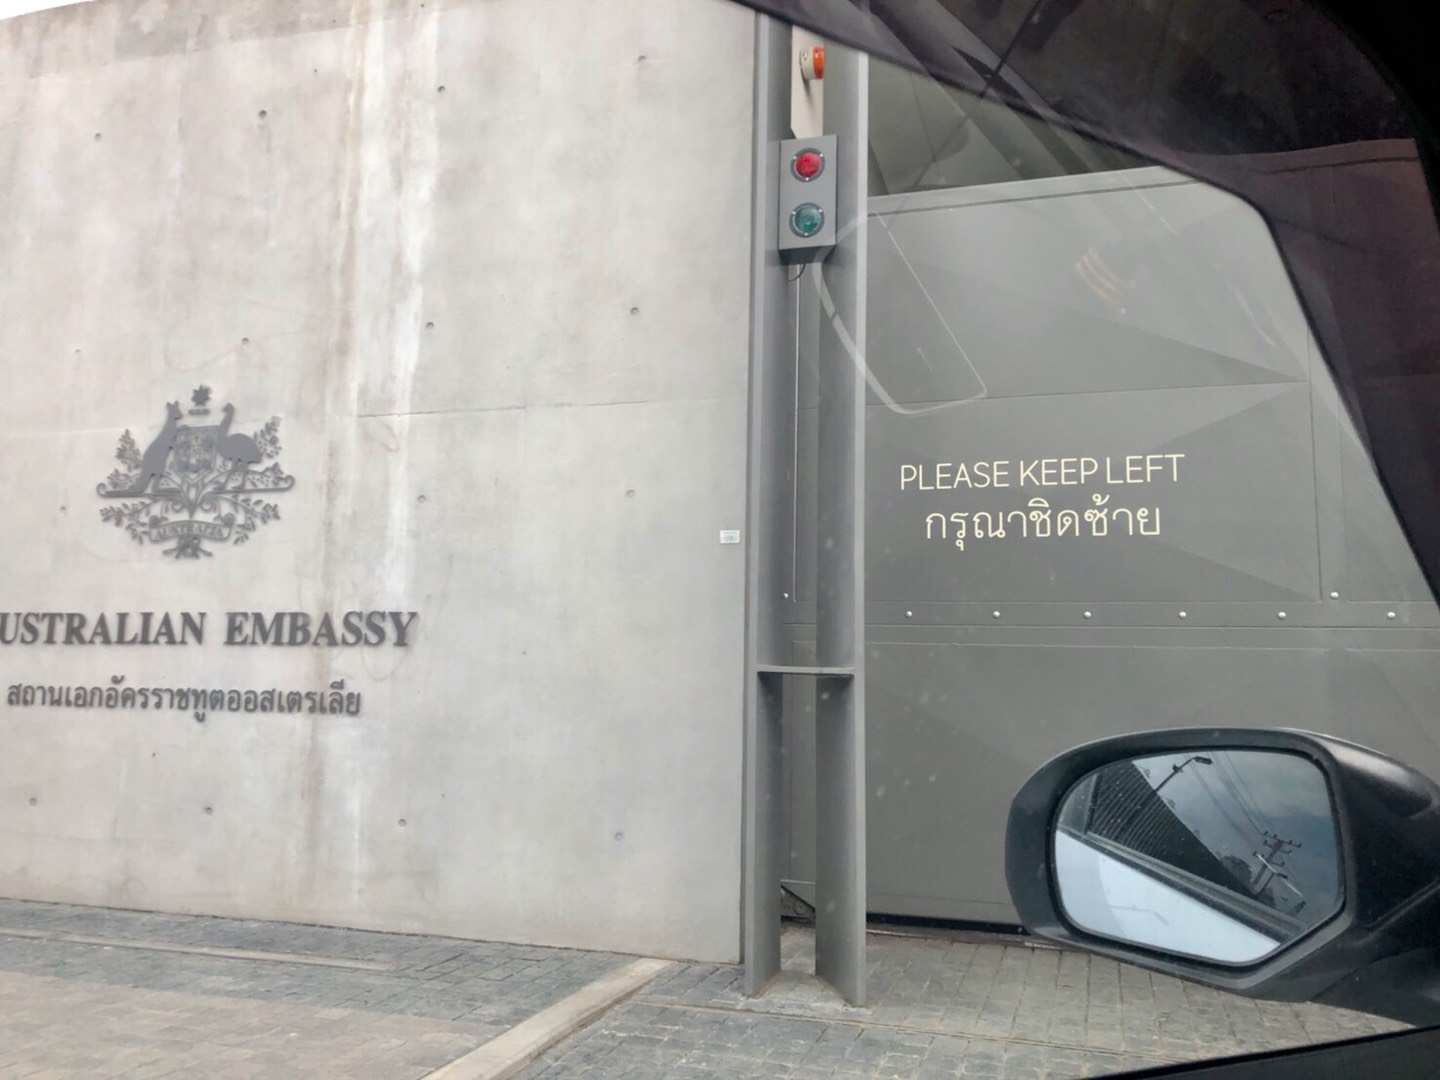 AUSTRALIA
USTRALIAN EMBASSY
สถานเอกอัครราชทูตออสเตรเลีย
PLEASE KEEP LEFT
กรุณาชิดซ้าย